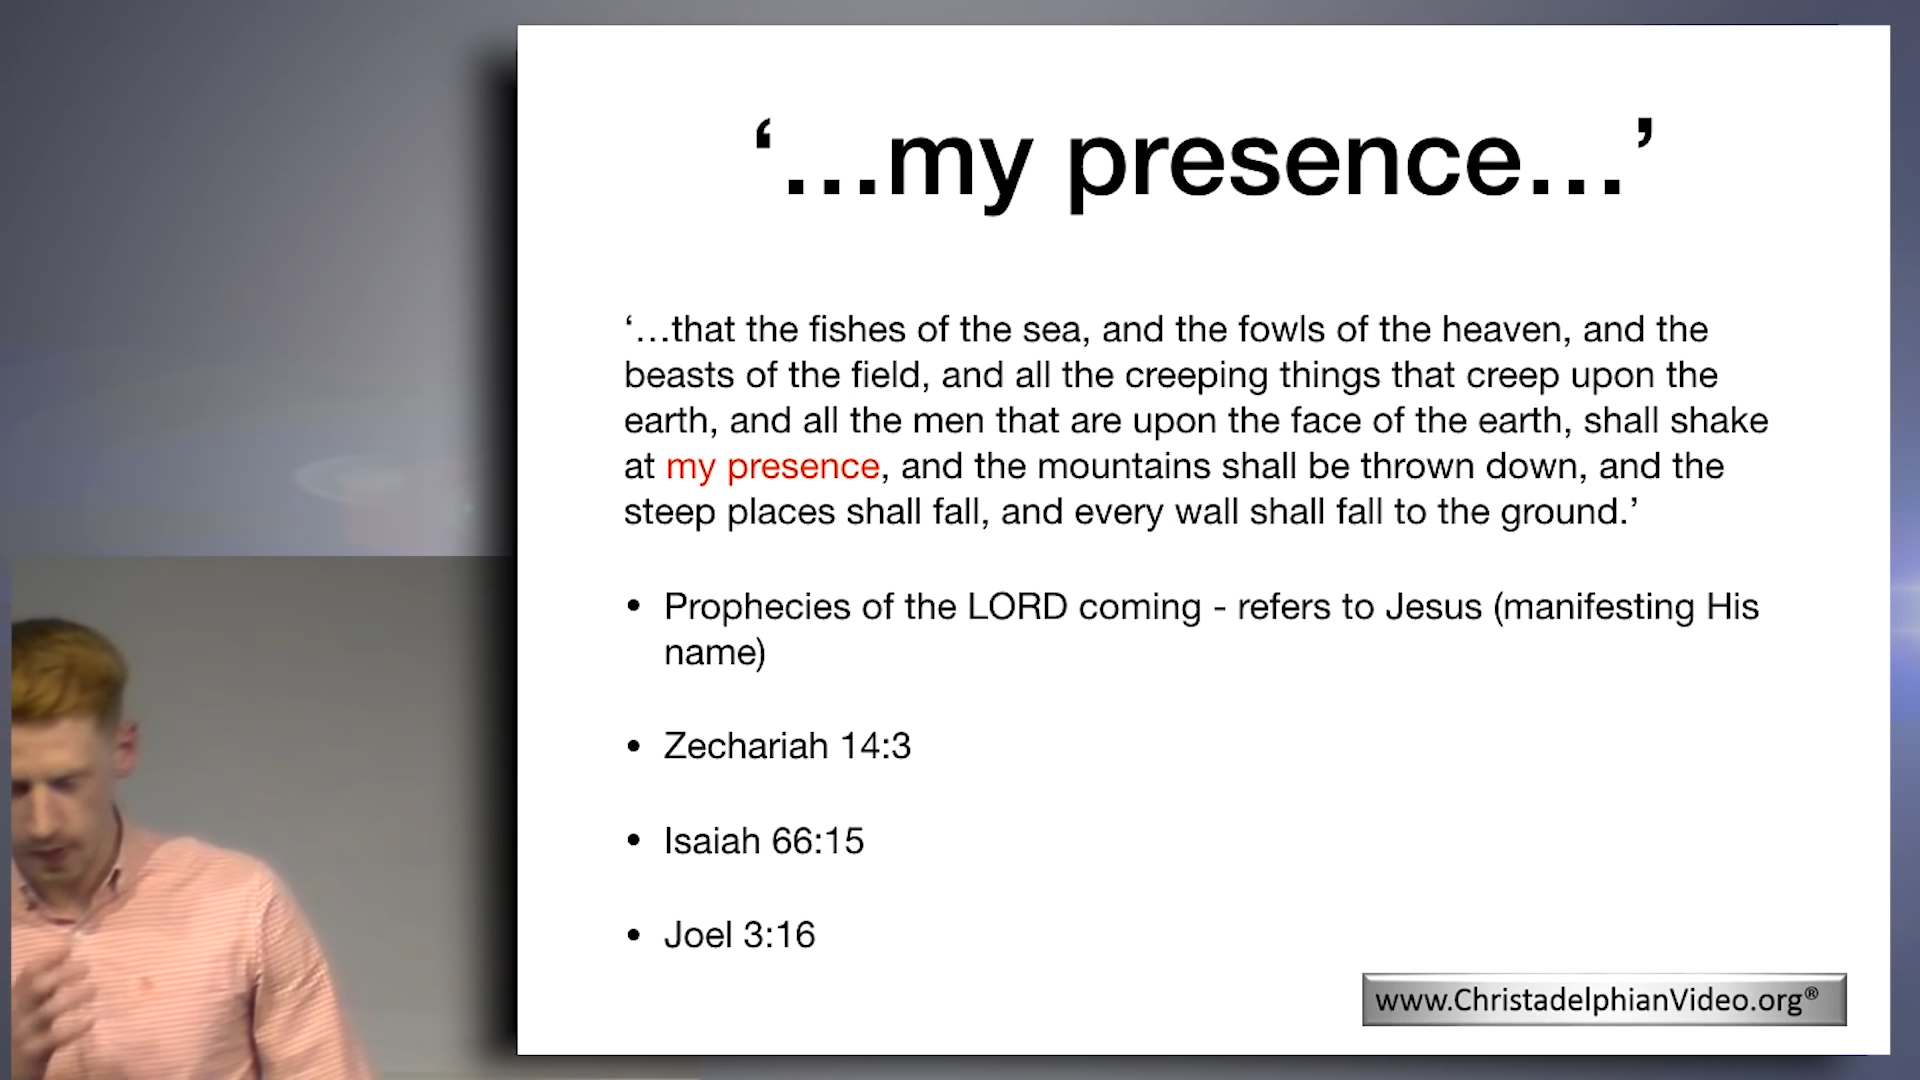 ‘…my presence…’
‘…that the fishes of the sea, and the fowls of the heaven, and the
beasts of the field, and all the creeping things that creep upon the
earth, and all the men that are upon the face of the earth, shall shake
at my presence, and the mountains shall be thrown down, and the
steep places shall fall, and every wall shall fall to the ground.’
• Prophecies of the LORD coming - refers to Jesus (manifesting His
name)
• Zechariah 14:3
• Isaiah 66:15
• Joel 3:16
www.ChristadelphianVideo.org®